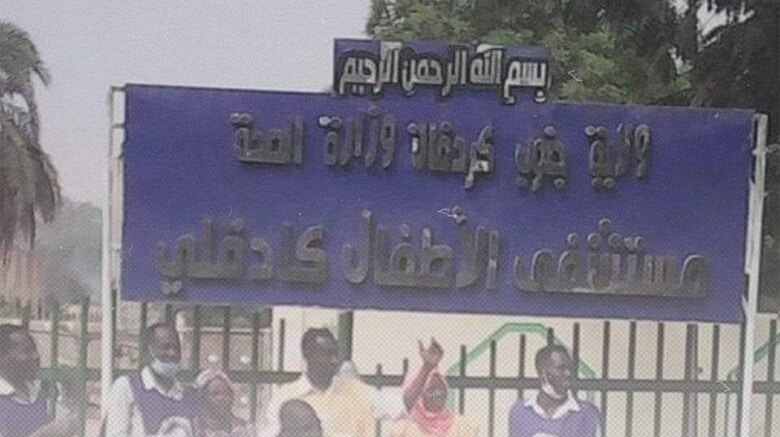 بسم الله الرحمن الرحيم
ولاية جنوب كردفان وزارة الصحة
مستشفى الأطفال كادقلي